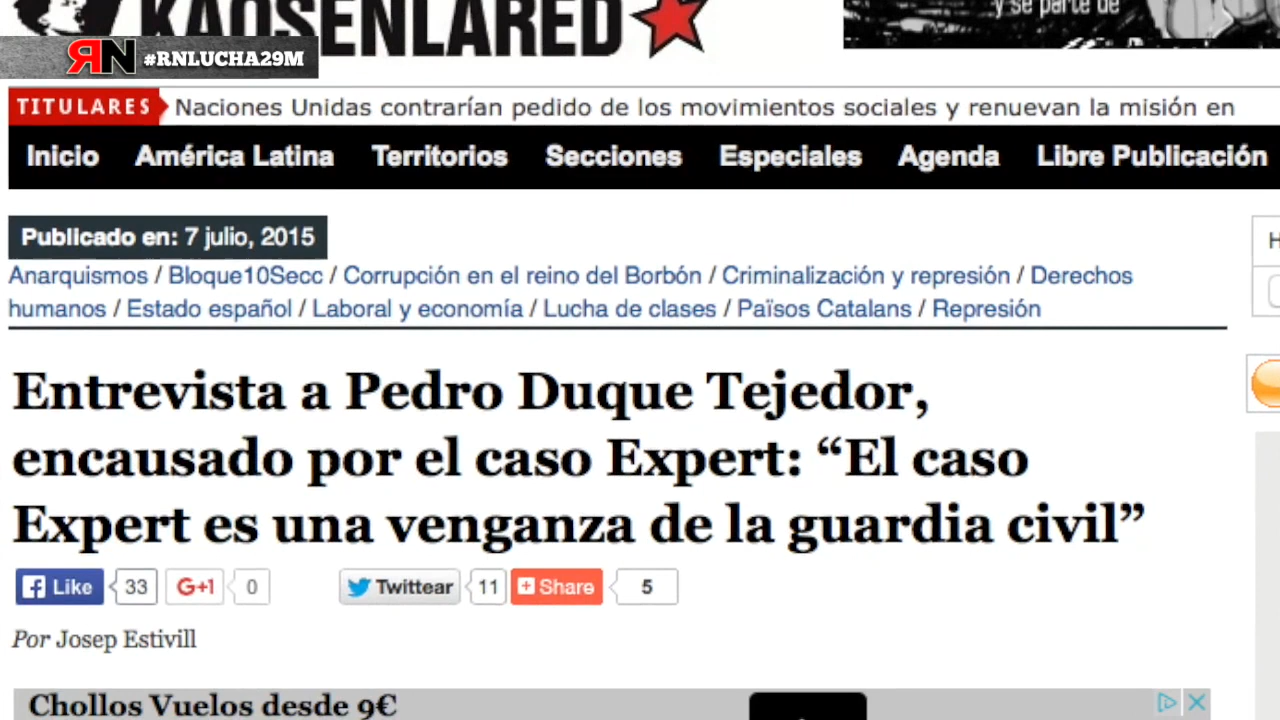 KAOSENLARED
y se parte de
RN #RNLUCHA29M
TITULARES Naciones Unidas contrarían pedido de los movimientos sociales y renuevan la misión en
Inicio América Latina Territorios Secciones Especiales Agenda Libre Publicación
Publicado en: 7 julio, 2015
Anarquismos / Bloque10Secc / Corrupción en el reino del Borbón / Criminalización y represión / Derechos
humanos / Estado español / Laboral y economía / Lucha de clases / Països Catalans / Represión
Entrevista a Pedro Duque Tejedor,
encausado por el caso Expert: “El caso
Expert es una venganza de la guardia civil”
Like 33 G+1 0 Twittear 11 Share 5
Por Josep Estivill
Chollos Vuelos desde 9€